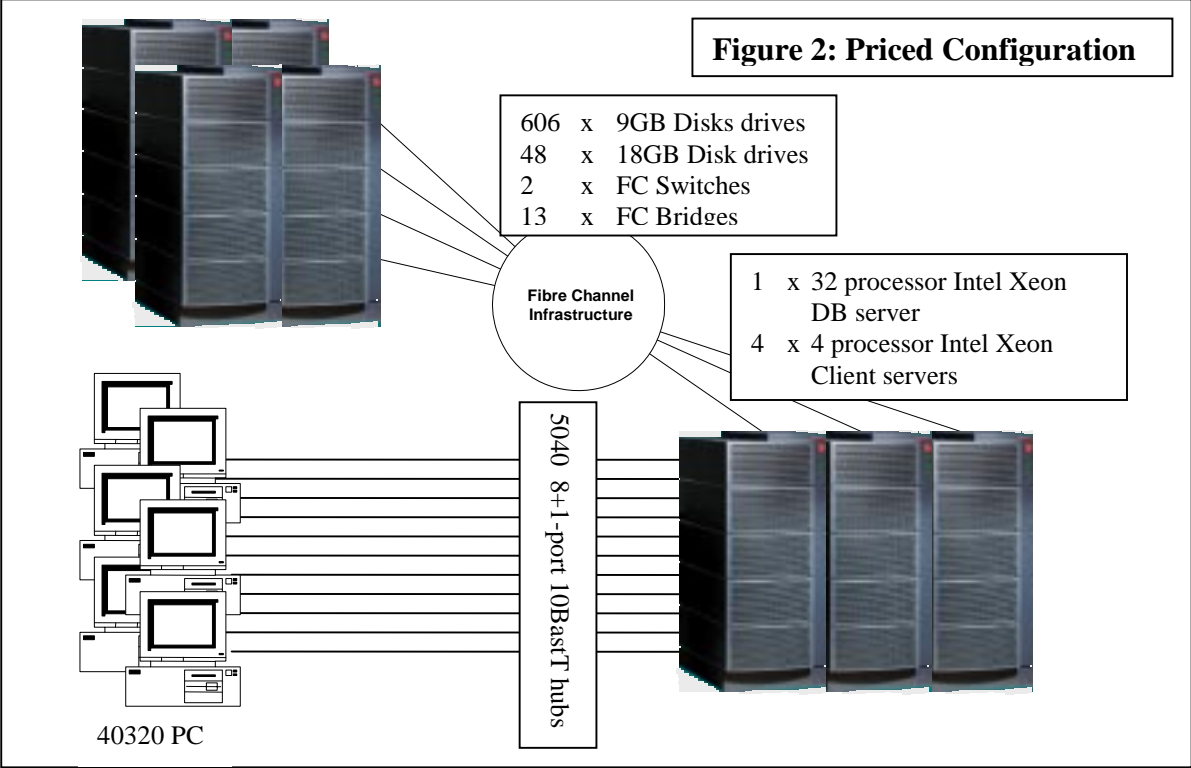 Figure 2: Priced Configuration
606 x 9GB Disks drives
48 x 18GB Disk drives
2 x FC Switches
13 x FC Bridges
Fibre Channel
Infrastructure
1 x 32 processor Intel Xeon
DB server
4 x 4 processor Intel Xeon
Client servers
5040 8+1-port 10BastT hubs
40320 PC